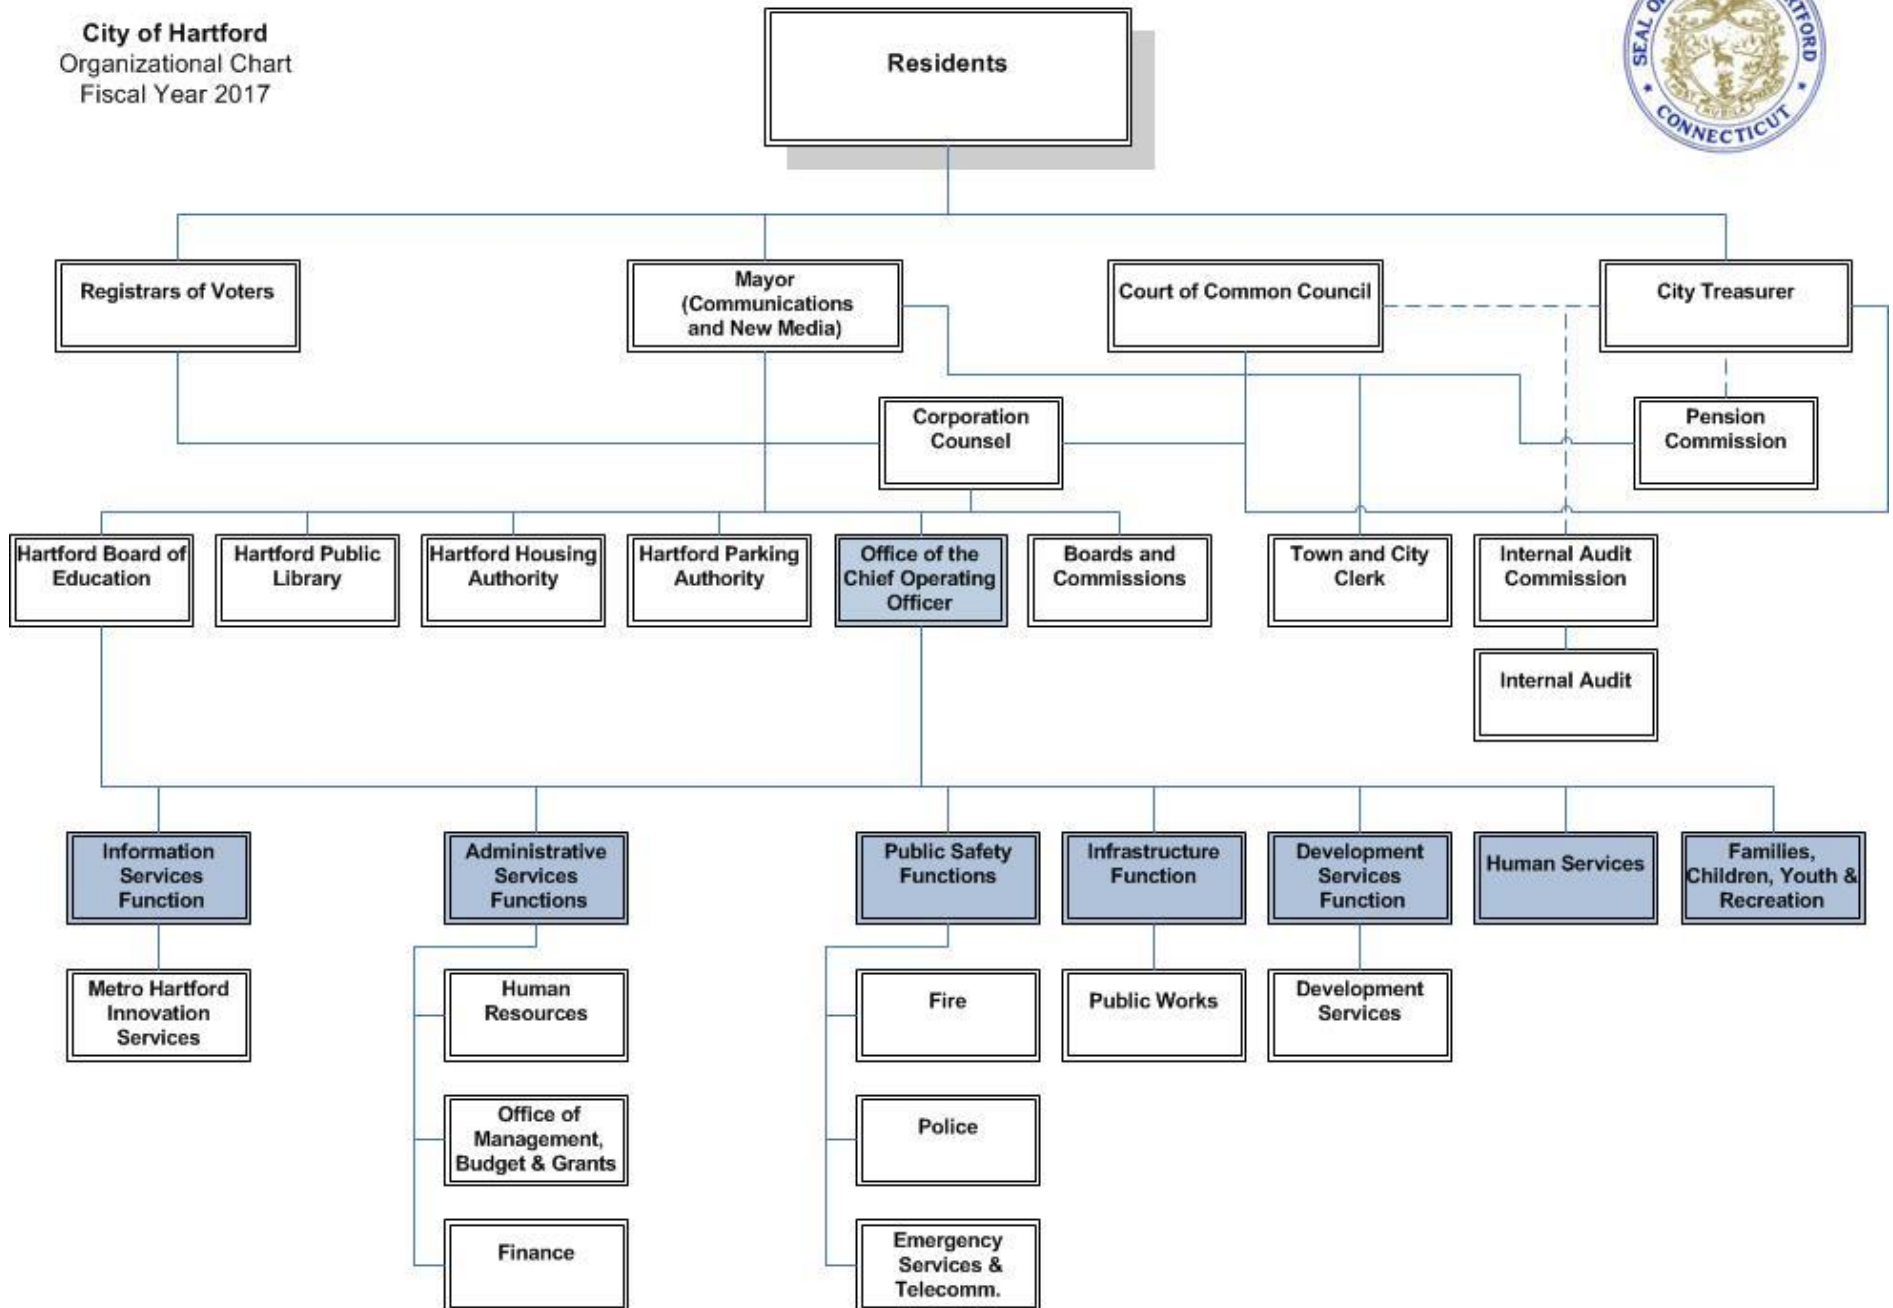 City of Hartford
Organizational Chart
Fiscal Year 2017
Residents
SEAL
HARTFORD
CONNECTICUT
Registrars of Voters
Mayor
(Communications
and New Media)
Court of Common Council
City Treasurer
Corporation
Counsel
Pension
Commission
Hartford Board of
Education
Hartford Public
Library
Hartford Housing
Authority
Hartford Parking
Authority
Office of the
Chief Operating
Officer
Boards and
Commissions
Town and City
Clerk
Internal Audit
Commission
Internal Audit
Information
Services
Function
Administrative
Services
Functions
Public Safety
Functions
Infrastructure
Function
Development
Services
Function
Human Services
Families,
Children, Youth &
Recreation
Metro Hartford
Innovation
Services
Human
Resources
Fire
Public Works
Development
Services
Office of
Management,
Budget & Grants
Police
Finance
Emergency
Services &
Telecomm.